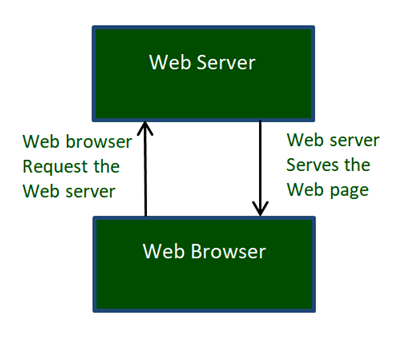 Web Server
Web browser
Request the
Web server
Web server
Serves the
Web page
Web Browser